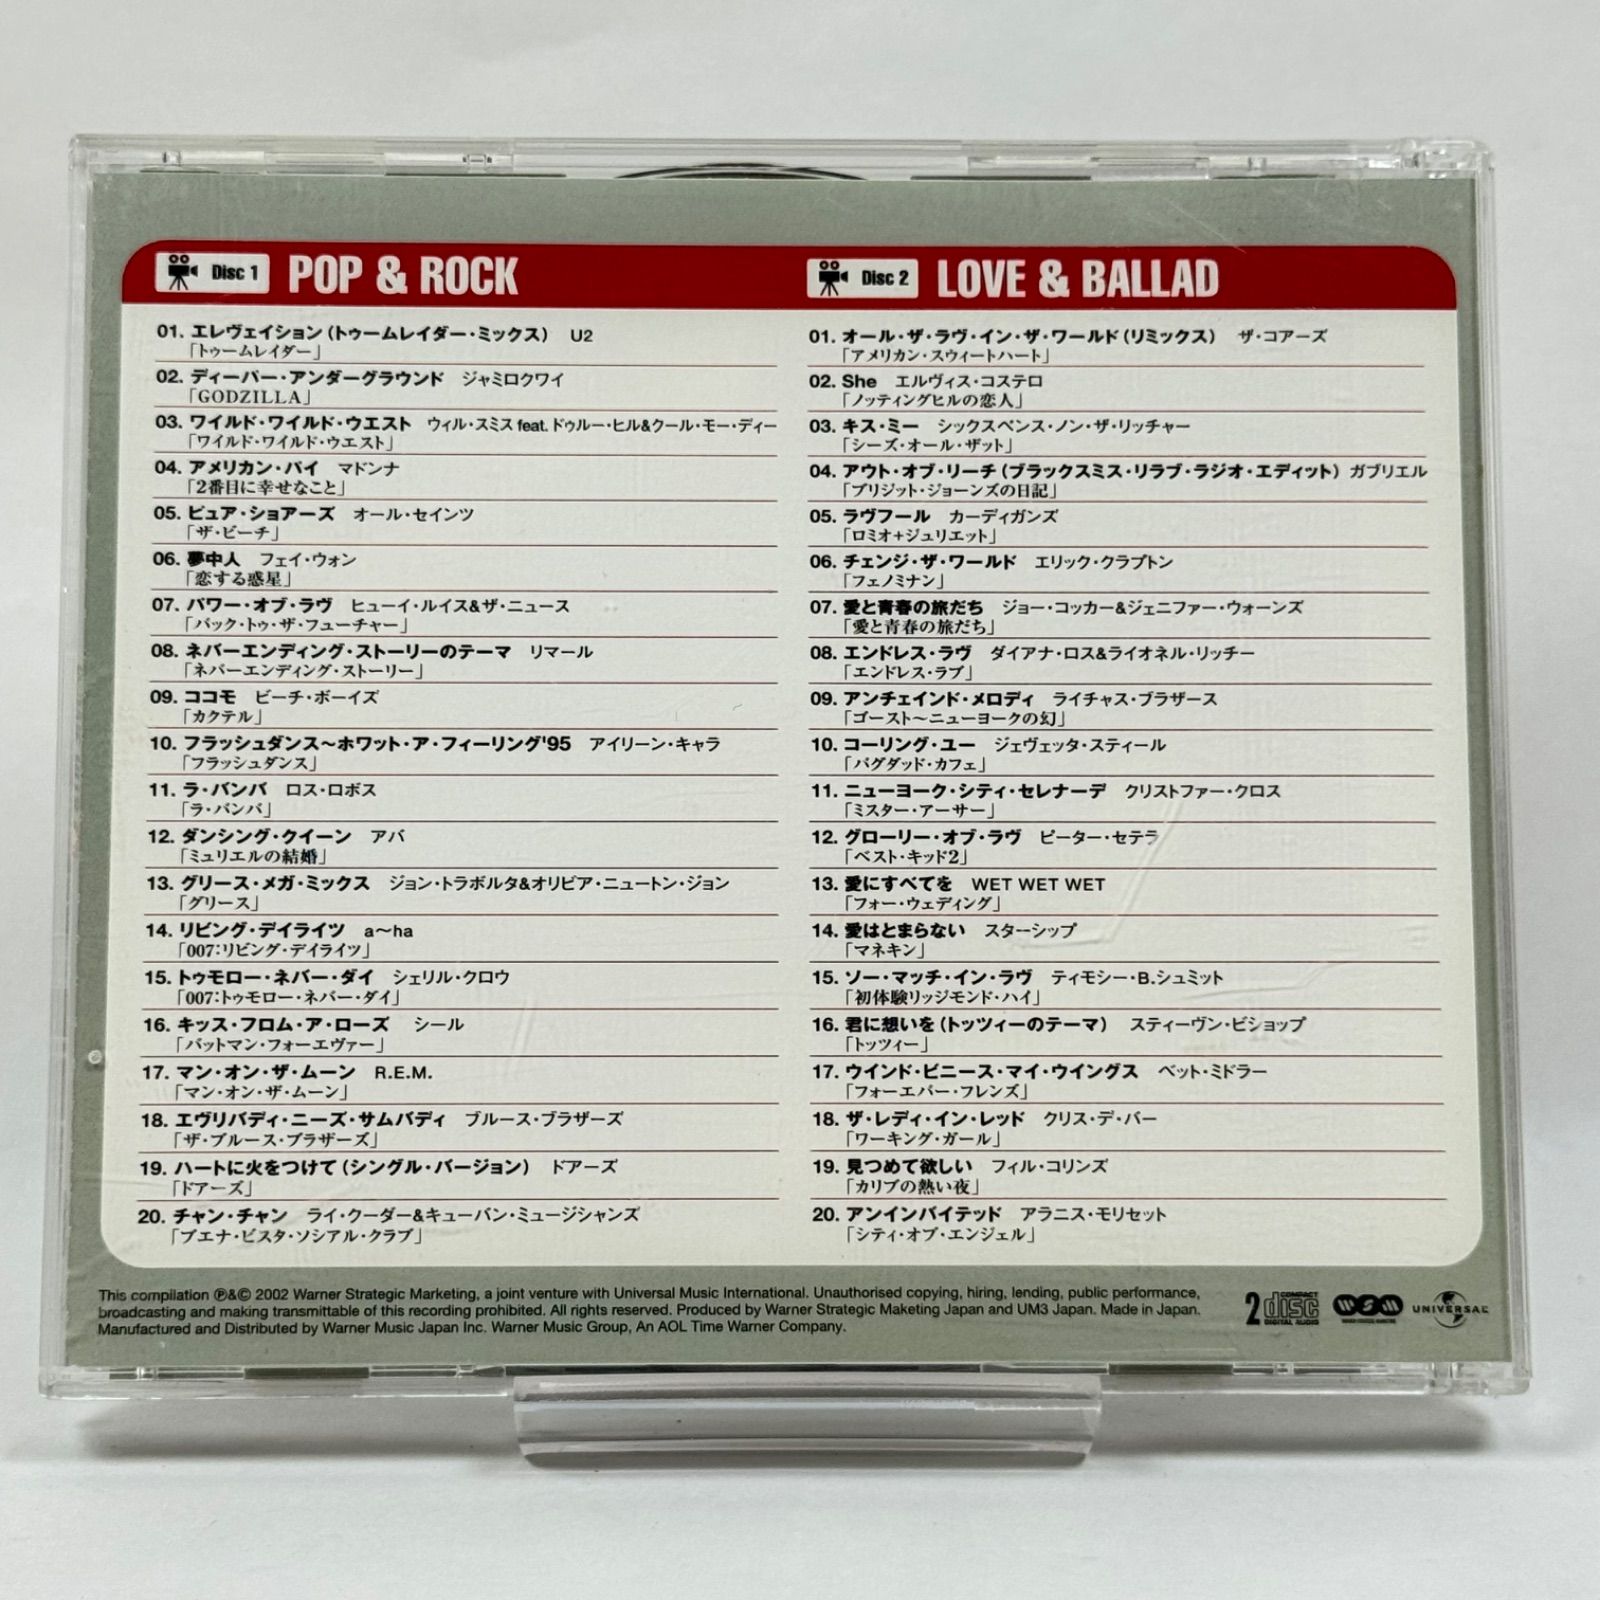 Disc 1 POP & ROCK
01. エレヴェイション（トゥームレイダー・ミックス） U2
「トゥームレイダー」
02. ディーパー・アンダーグラウンド ジャミロクワイ
「GODZILLA」
03. ワイルド・ワイルド・ウエスト ウィル・スミス feat. ドゥルー・ヒル&クール・モー・ディー
「ワイルド・ワイルド・ウエスト」
04. アメリカン・パイ マドンナ
「2番目に幸せなこと」
05. ピュア・ショアーズ オール・セインツ
「ザ・ビーチ」
06. 夢中人 フェイ・ウォン
「恋する惑星」
07. パワー・オブ・ラヴ ヒューイ・ルイス&ザ・ニュース
「バック・トゥ・ザ・フューチャー」
08. ネバーエンディング・ストーリーのテーマ リマール
「ネバーエンディング・ストーリー」
09. ココモ ビーチ・ボーイズ
「カクテル」
10. フラッシュダンス〜ホワット・ア・フィーリング'95 アイリーン・キャラ
「フラッシュダンス」
11. ラ・バンバ ロス・ロボス
「ラ・バンバ」
12. ダンシング・クイーン アバ
「ミュリエルの結婚」
13. グリース・メガ・ミックス ジョン・トラボルタ&オリビア・ニュートン・ジョン
「グリース」
14. リビング・デイライツ a〜ha
「007:リビング・デイライツ」
15. トゥモロー・ネバー・ダイ シェリル・クロウ
「007:トゥモロー・ネバー・ダイ」
16. キッス・フロム・ア・ローズ シール
「バットマン・フォーエヴァー」
17. マン・オン・ザ・ムーン R.E.M.
「マン・オン・ザ・ムーン」
18. エヴリバディ・ニーズ・サムバディ ブルース・ブラザーズ
「ザ・ブルース・ブラザーズ」
19. ハートに火をつけて（シングル・バージョン） ドアーズ
「ドアーズ」
20. チャン・チャン ライ・クーダー&キューバン・ミュージシャンズ
「ブエナ・ビスタ・ソシアル・クラブ」
Disc 2 LOVE & BALLAD
01. オール・ザ・ラヴ・イン・ザ・ワールド（リミックス） ザ・コアーズ
「アメリカン・スウィートハート」
02. She エルヴィス・コステロ
「ノッティングヒルの恋人」
03. キス・ミー シックスペンス・ノン・ザ・リッチャー
「シーズ・オール・ザット」
04. アウト・オブ・リーチ（ブラックスミス・リラブ・ラジオ・エディット） ガブリエル
「ブリジット・ジョーンズの日記」
05. ラヴフール カーディガンズ
「ロミオ+ジュリエット」
06. チェンジ・ザ・ワールド エリック・クラプトン
「フェノミナン」
07. 愛と青春の旅だち ジョー・コッカー&ジェニファー・ウォーンズ
「愛と青春の旅だち」
08. エンドレス・ラヴ ダイアナ・ロス&ライオネル・リッチー
「エンドレス・ラブ」
09. アンチェインド・メロディ ライチャス・ブラザース
「ゴースト〜ニューヨークの幻」
10. コーリング・ユー ジェヴェッタ・スティール
「バグダッド・カフェ」
11. ニューヨーク・シティ・セレナーデ クリストファー・クロス
「ミスター・アーサー」
12. グローリー・オブ・ラヴ ピーター・セテラ
「ベスト・キッド2」
13. 愛にすべてを WET WET WET
「フォー・ウェディング」
14. 愛はとまらない スターシップ
「マネキン」
15. ソー・マッチ・イン・ラヴ ティモシー・B.シュミット
「初体験リッジモンド・ハイ」
16. 君に想いを（トッツィーのテーマ） スティーヴン・ビショップ
「トッツィー」
17. ウインド・ビニース・マイ・ウイングス ベット・ミドラー
「フォーエバー・フレンズ」
18. ザ・レディ・イン・レッド クリス・デ・バー
「ワーキング・ガール」
19. 見つめて欲しい フィル・コリンズ
「カリブの熱い夜」
20. アンインバイテッド アラニス・モリセット
「シティ・オブ・エンジェル」
This compilation ℗&© 2002 Warner Strategic Marketing, a joint venture with Universal Music International. Unauthorised copying, hiring, lending, public performance,
broadcasting and making transmittable of this recording prohibited. All rights reserved. Produced by Warner Strategic Maketing Japan and UM3 Japan. Made in Japan.
Manufactured and Distributed by Warner Music Japan Inc. Warner Music Group, An AOL Time Warner Company.
2 COMPACT disc DIGITAL AUDIO
WSM
UNIVERSAL